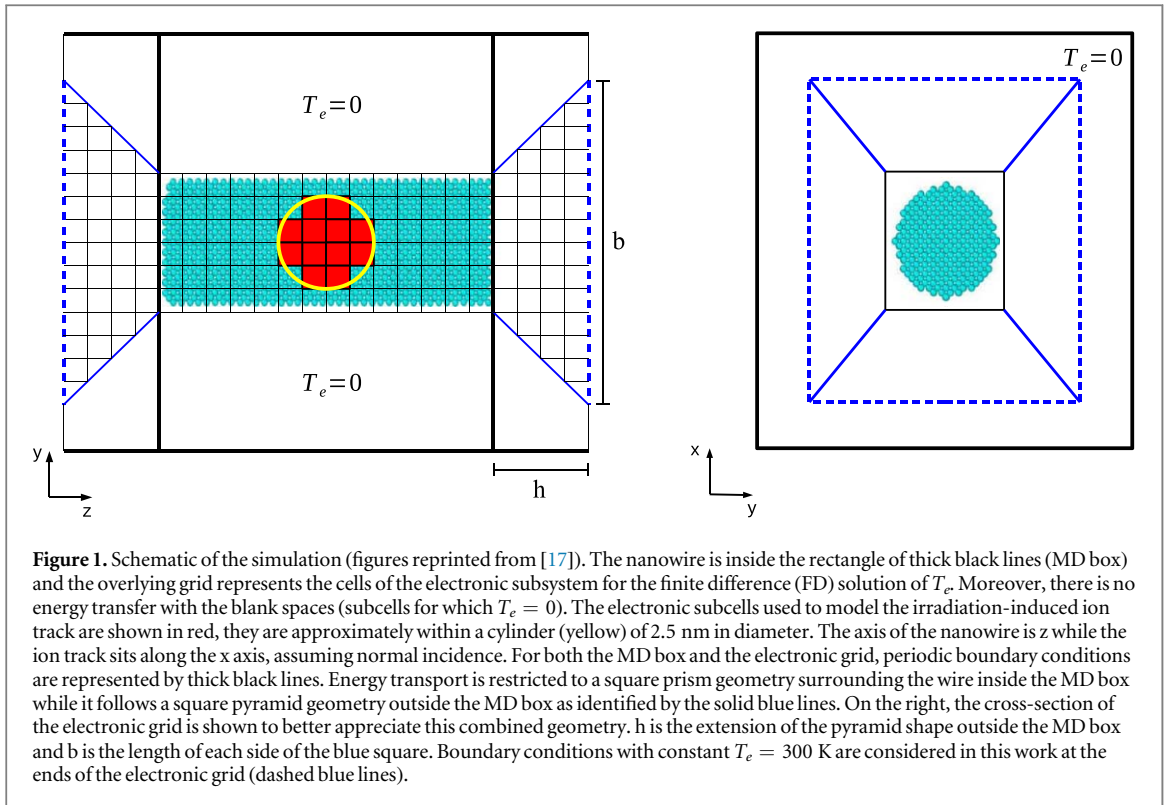 T_e=0
T_e=0
b
T_e=0
y
z
h
x
y
Figure 1. Schematic of the simulation (figures reprinted from [17]). The nanowire is inside the rectangle of thick black lines (MD box)
and the overlying grid represents the cells of the electronic subsystem for the finite difference (FD) solution of T_e. Moreover, there is no
energy transfer with the blank spaces (subcells for which T_e = 0). The electronic subcells used to model the irradiation-induced ion
track are shown in red, they are approximately within a cylinder (yellow) of 2.5 nm in diameter. The axis of the nanowire is z while the
ion track sits along the x axis, assuming normal incidence. For both the MD box and the electronic grid, periodic boundary conditions
are represented by thick black lines. Energy transport is restricted to a square prism geometry surrounding the wire inside the MD box
while it follows a square pyramid geometry outside the MD box as identified by the solid blue lines. On the right, the cross-section of
the electronic grid is shown to better appreciate this combined geometry. h is the extension of the pyramid shape outside the MD box
and b is the length of each side of the blue square. Boundary conditions with constant T_e = 300 K are considered in this work at the
ends of the electronic grid (dashed blue lines).